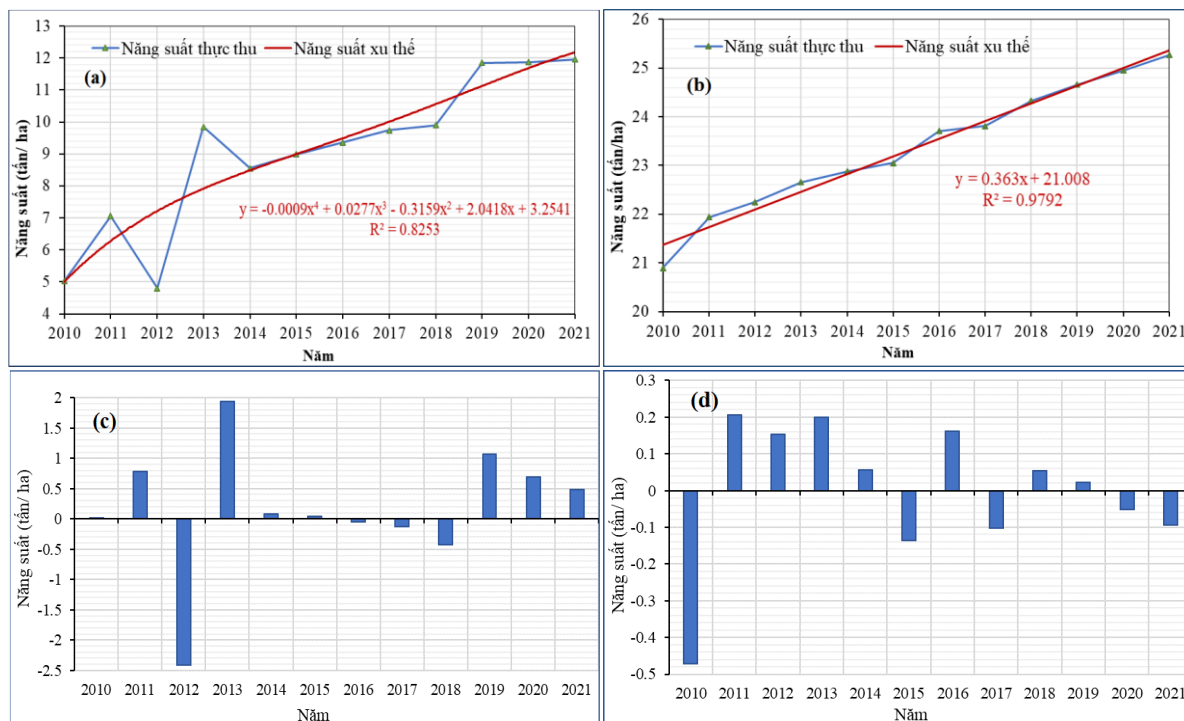 13
12
11
10
9
8
7
6
5
4
Năng suất (tấn/ ha)
Năng suất thực thu
Năng suất xu thế
(a)
y = -0.0009x⁴ + 0.0277x³ - 0.3159x² + 2.0418x + 3.2541
R² = 0.8253
2010 2011 2012 2013 2014 2015 2016 2017 2018 2019 2020 2021
Năm
26
25
24
23
22
21
20
Năng suất (tấn/ha)
Năng suất thực thu
Năng suất xu thế
(b)
y = 0.363x + 21.008
R² = 0.9792
2010 2011 2012 2013 2014 2015 2016 2017 2018 2019 2020 2021
Năm
2
1.5
1
0.5
0
-0.5
-1
-1.5
-2
-2.5
Năng suất (tấn/ ha)
(c)
2010 2011 2012 2013 2014 2015 2016 2017 2018 2019 2020 2021
Năm
0.3
0.2
0.1
0
-0.1
-0.2
-0.3
-0.4
-0.5
Năng suất (tấn/ ha)
(d)
2010 2011 2012 2013 2014 2015 2016 2017 2018 2019 2020 2021
Năm